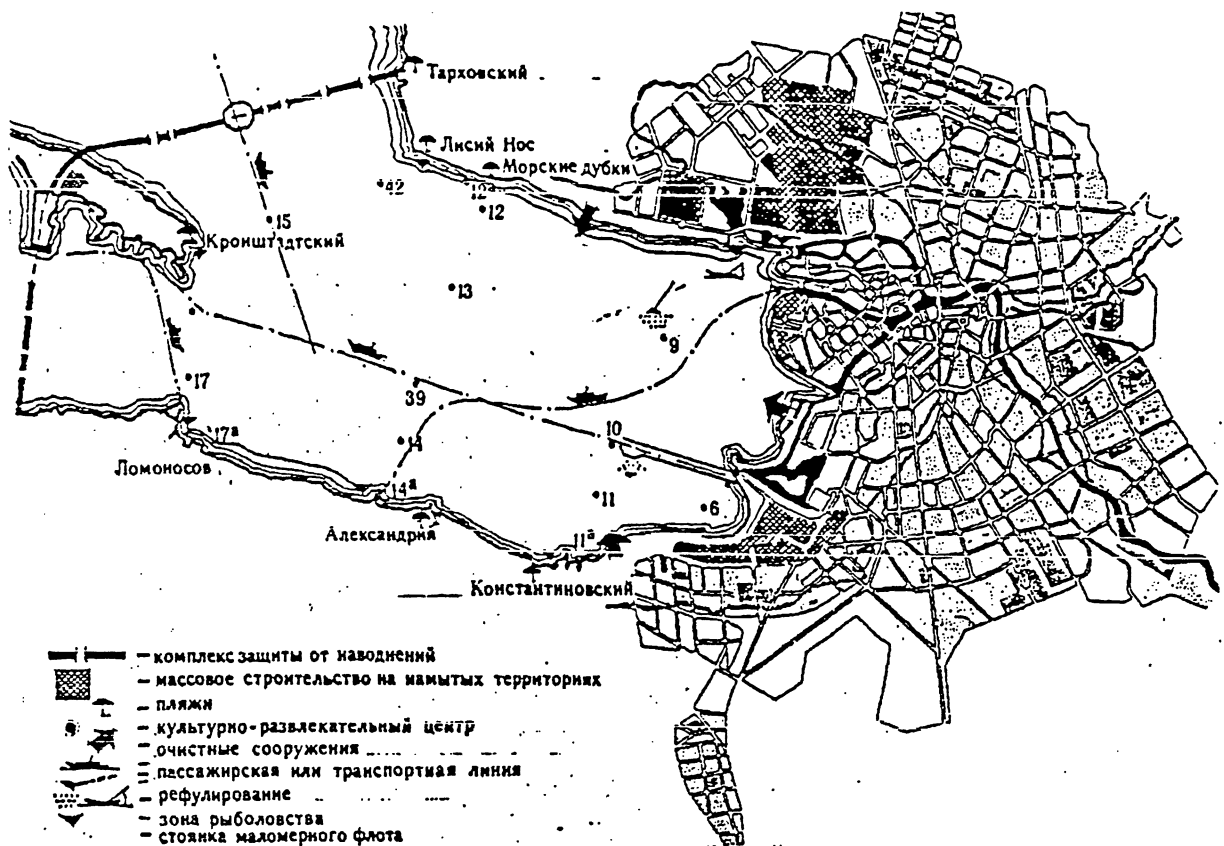 Тарховский
Лисий Нос
Морские дубки
42
12а
12
15
Кронштадтский
13
9
17
39
10
17а
14
Ломоносов
14а
11
6
Александрия
11а
Константиновский
- комплекс защиты от наводнений
- массовое строительство на намытых территориях
- пляжи
- культурно-развлекательный центр
- очистные сооружения
- пассажирская или транспортная линия
- рефулирование
- зона рыболовства
- стоянка маломерного флота